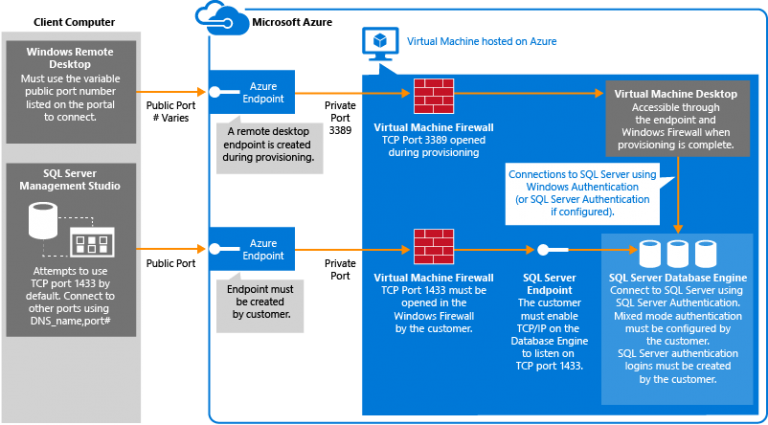 Client Computer
Microsoft Azure
Virtual Machine hosted on Azure
Windows Remote
Desktop
Must use the variable
public port number
listed on the portal
to connect.
Public Port
# Varies
Azure
Endpoint
A remote desktop
endpoint is created
during provisioning.
Private
Port
3389
Virtual Machine Firewall
TCP Port 3389 opened
during provisioning
Virtual Machine Desktop
Accessible through
the endpoint and
Windows Firewall when
provisioning is complete.
Connections to SQL Server using
Windows Authentication
(or SQL Server Authentication
if configured).
SQL Server
Management Studio
Attempts to use
TCP port 1433 by
default. Connect to
other ports using
DNS_name,port#
Public Port
Azure
Endpoint
Endpoint must
be created
by customer.
Private
Port
Virtual Machine Firewall
TCP Port 1433 must be
opened in the
Windows Firewall
by the customer.
SQL Server
Endpoint
The customer
must enable
TCP/IP on the
Database Engine
to listen on
TCP port 1433.
SQL Server Database Engine
Connect to SQL Server using
SQL Server Authentication.
Mixed mode authentication
must be configured by
the customer.
SQL Server authentication
logins must be created
by the customer.